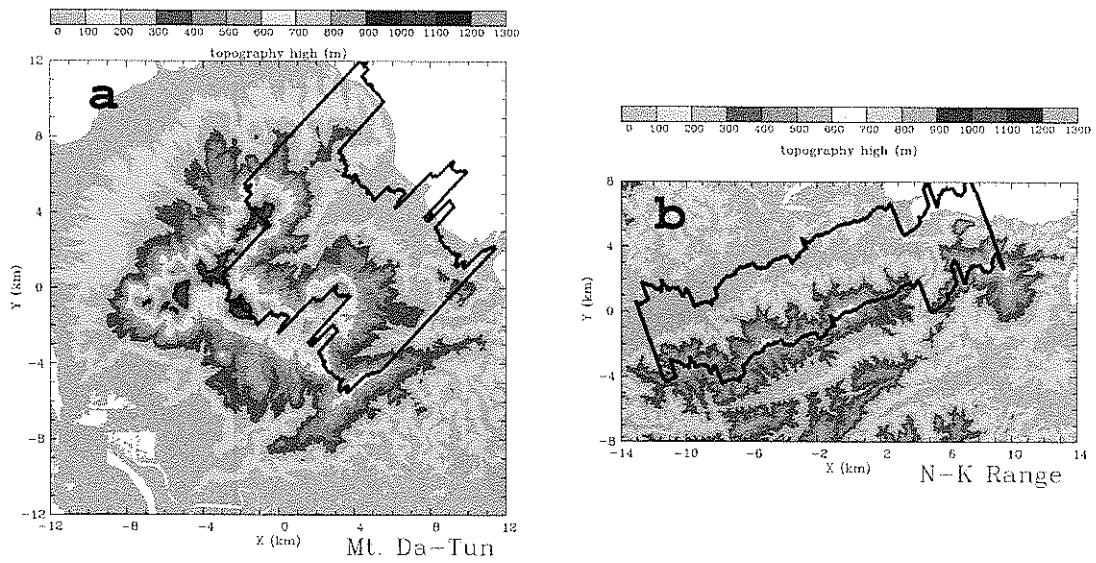 0 100 200 300 400 500 600 700 800 900 1000 1100 1200 1300
topography high (m)
a
12
8
4
0
-4
-8
-12
Y (km)
-12 -8 -4 0 4 8 12
X (km)
Mt. Da-Tun
0 100 200 300 400 500 600 700 800 900 1000 1100 1200 1300
topography high (m)
b
8
4
0
-4
-8
Y (km)
-14 -10 -6 -2 2 6 10 14
X (km)
N-K Range